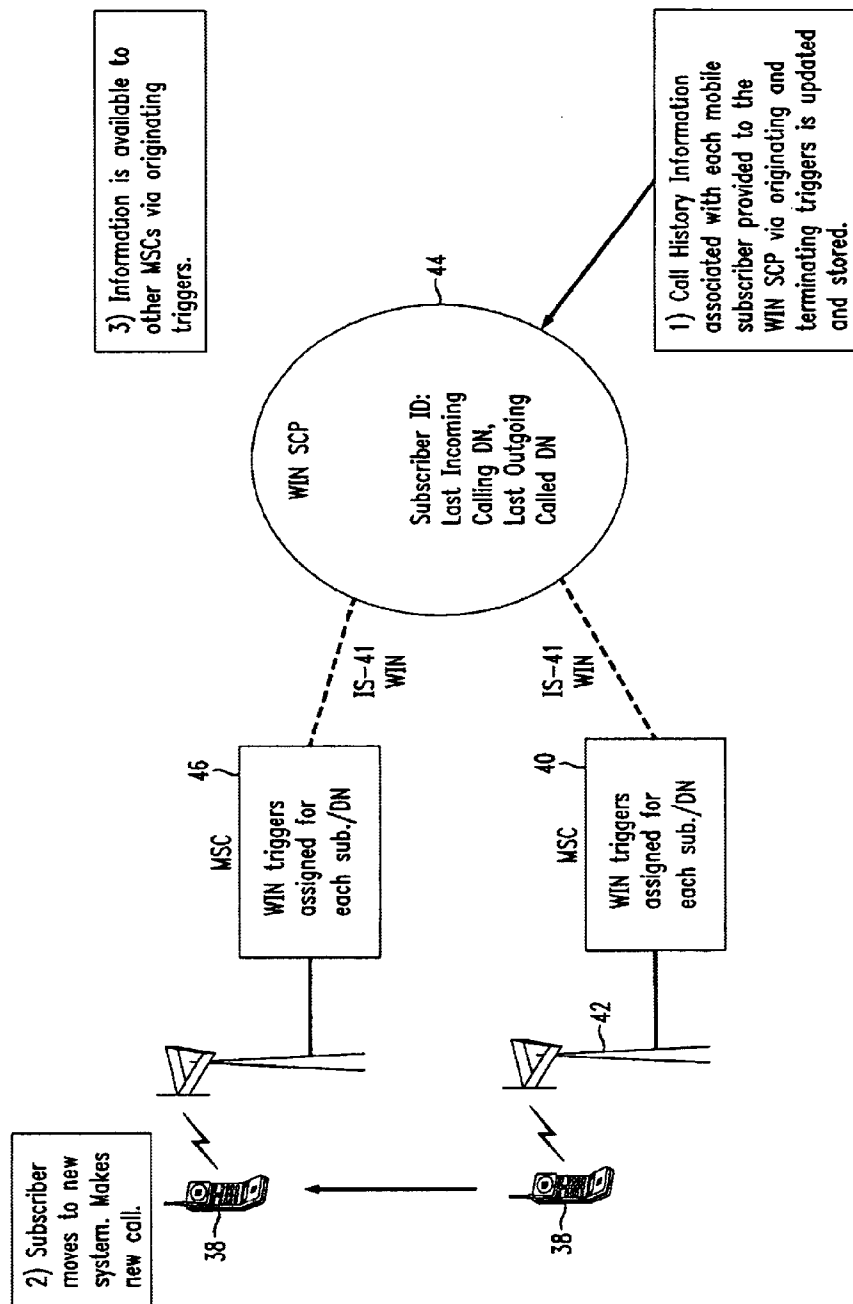 2) Subscriber
moves to new
system. Makes
new call.
38
38
42
MSC
46
WIN triggers
assigned for
each sub./DN
MSC
40
WIN triggers
assigned for
each sub./DN
IS-41
WIN
IS-41
WIN
WIN SCP
44
Subscriber ID:
Last Incoming
Calling DN,
Last Outgoing
Called DN
3) Information is available to
other MSCs via originating
triggers.
1) Call History Information
associated with each mobile
subscriber provided to the
WIN SCP via originating and
terminating triggers is updated
and stored.